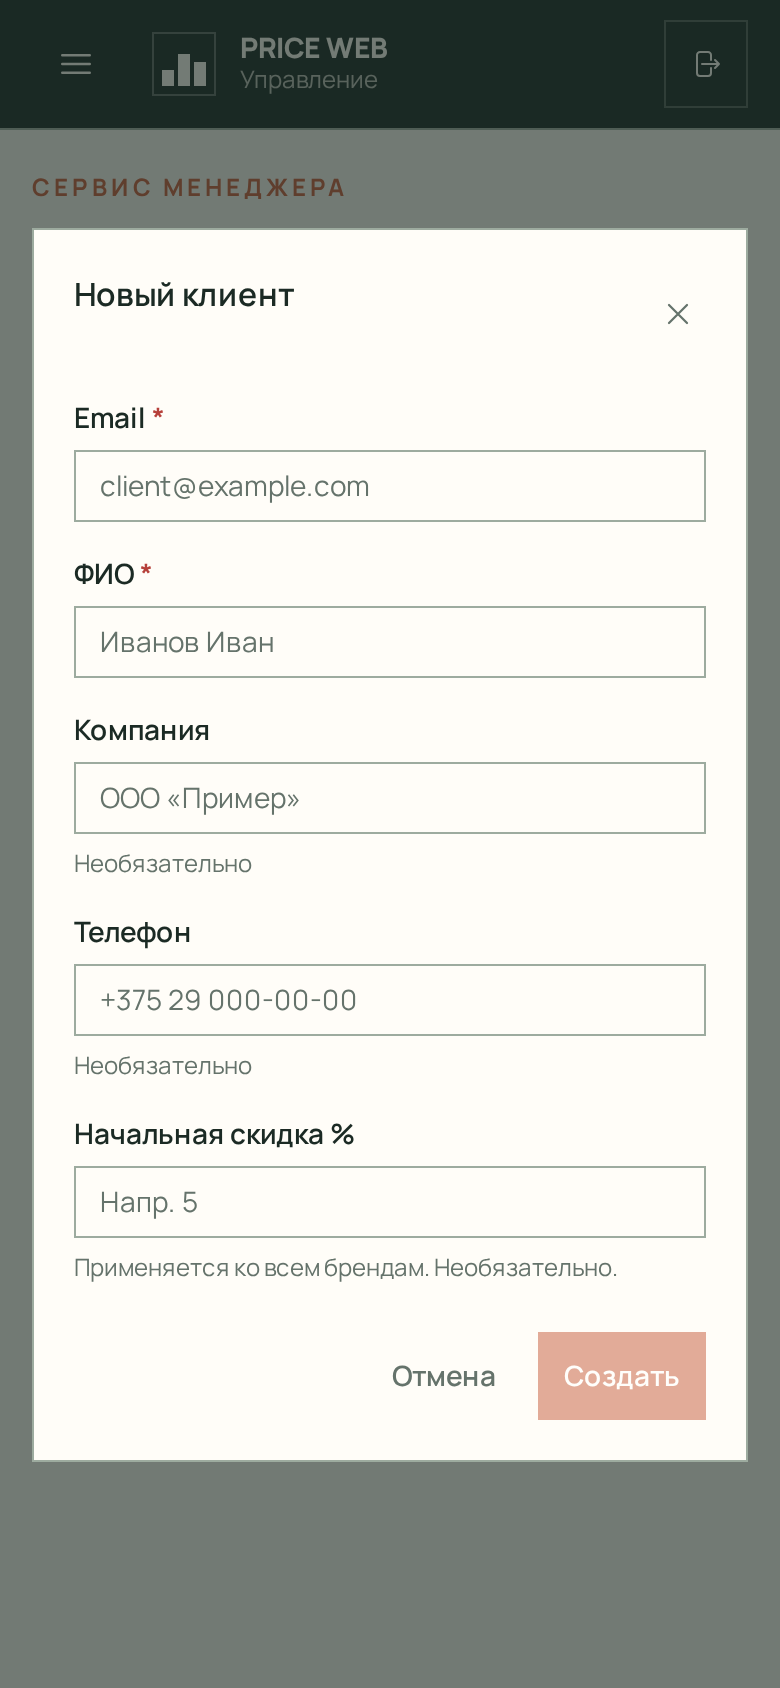 PRICE WEB
Управление
СЕРВИС МЕНЕДЖЕРА
Новый клиент
Email *
client@example.com
ФИО *
Иванов Иван
Компания
ООО «Пример»
Необязательно
Телефон
+375 29 000-00-00
Необязательно
Начальная скидка %
Напр. 5
Применяется ко всем брендам. Необязательно.
Отмена
Создать